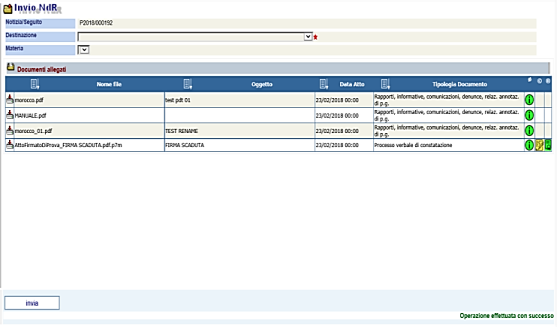 Invio NdR
Notizia/Seguito P2018/000192
Destinazione
Materia
Documenti allegati
Nome File Oggetto Data Atto Tipologia Documento
morocco.pdf test pdt 01 23/02/2018 00:00 Rapporti, informative, comunicazioni, denunce, relaz. annotaz. di p.g.
MANUALE.pdf 23/02/2018 00:00 Rapporti, informative, comunicazioni, denunce, relaz. annotaz. di p.g.
morocco_01.pdf TEST RENAME 23/02/2018 00:00 Rapporti, informative, comunicazioni, denunce, relaz. annotaz. di p.g.
AttoFirmatoDiProva_FIRMA SCADUTA.pdf.p7m FIRMA SCADUTA 23/02/2018 00:00 Processo verbale di constatazione
invia
Operazione effettuata con successo